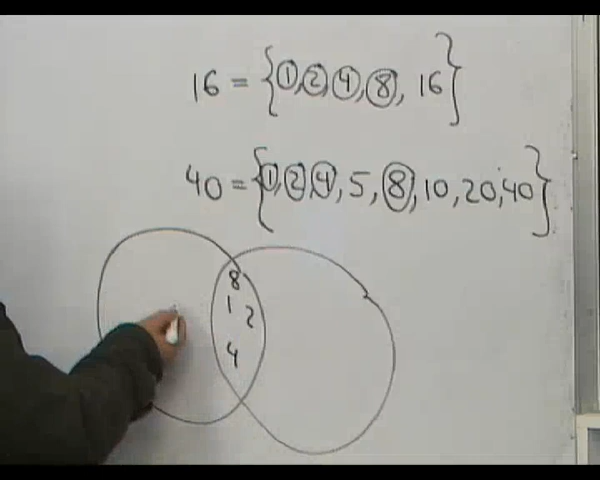 16 = {1, 2, 4, 8, 16}
40 = {1, 2, 4, 5, 8, 10, 20, 40}
8
1 2
4